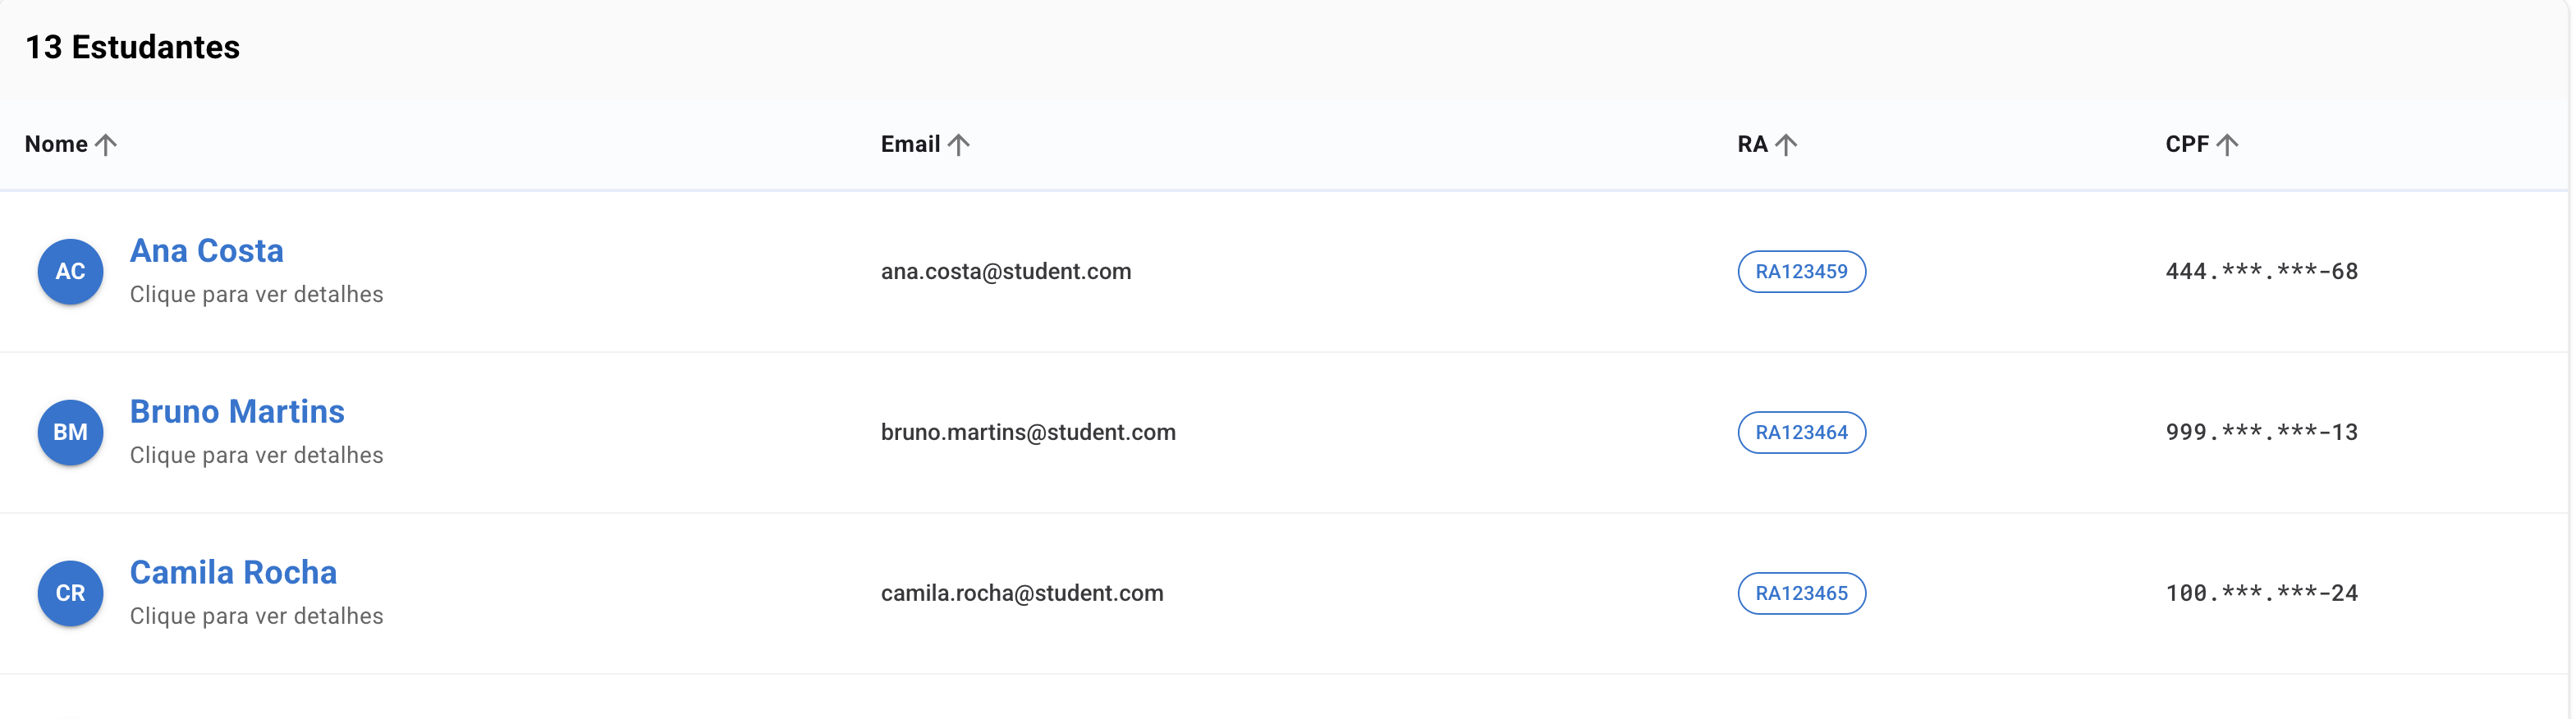 13 Estudantes
Nome Email RA CPF
AC Ana Costa
Clique para ver detalhes
ana.costa@student.com RA123459 444.***.***-68
BM Bruno Martins
Clique para ver detalhes
bruno.martins@student.com RA123464 999.***.***-13
CR Camila Rocha
Clique para ver detalhes
camila.rocha@student.com RA123465 100.***.***-24